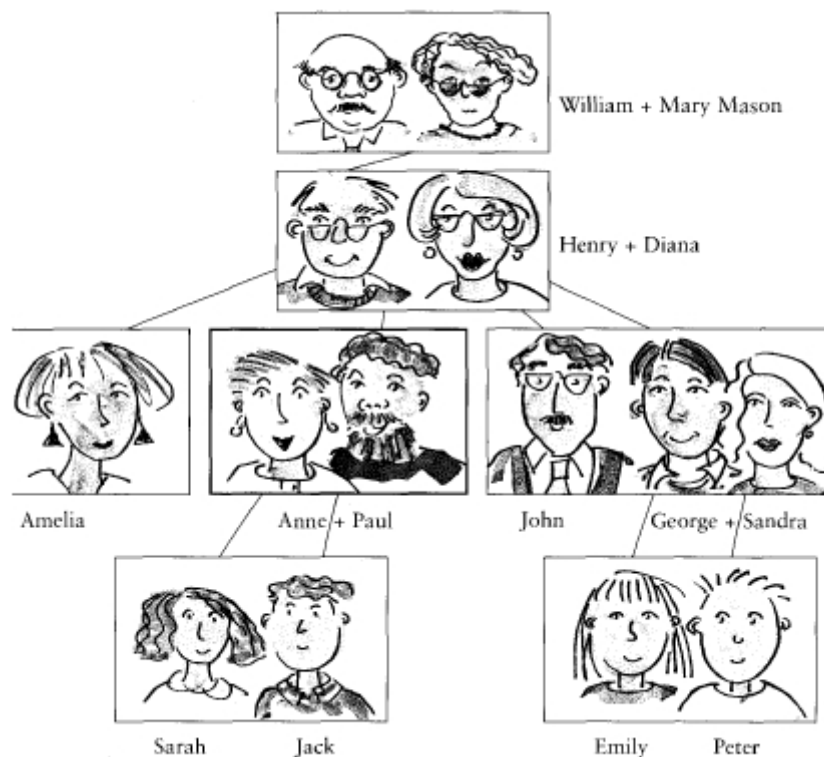 William + Mary Mason
Henry + Diana
Amelia
Anne + Paul
John
George + Sandra
Sarah
Jack
Emily
Peter